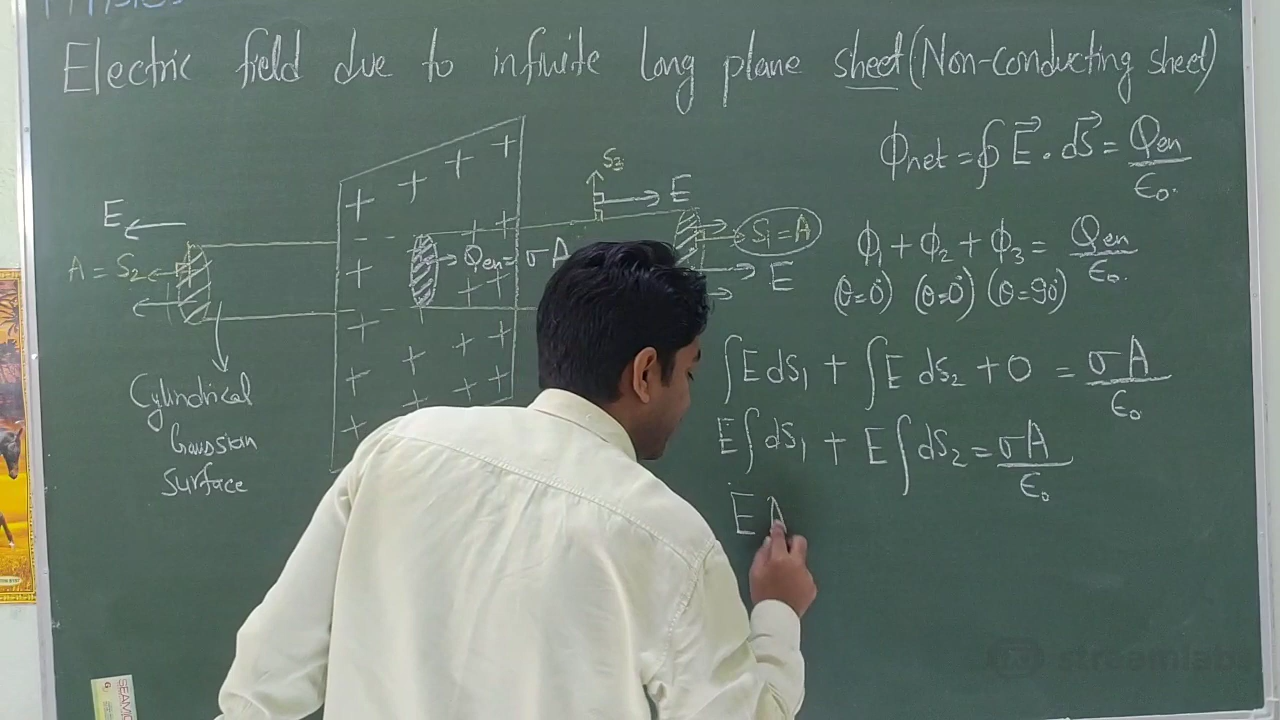 Electric field due to infinite long plane sheet (Non-conducting sheet)
ϕnet = ∮ E⃗ . dS⃗ = Qen/ϵ₀.
S₃
E
E
S₁ = A
A = S₂
Qen = σA
E
ϕ₁ + ϕ₂ + ϕ₃ = Qen/ϵ₀.
(θ=0°) (θ=0°) (θ=90°)
∫E dS₁ + ∫E dS₂ + 0 = σA/ϵ₀
Cylindrical
Gaussian
Surface
E∫dS₁ + E∫dS₂ = σA/ϵ₀
E A
streamlabs